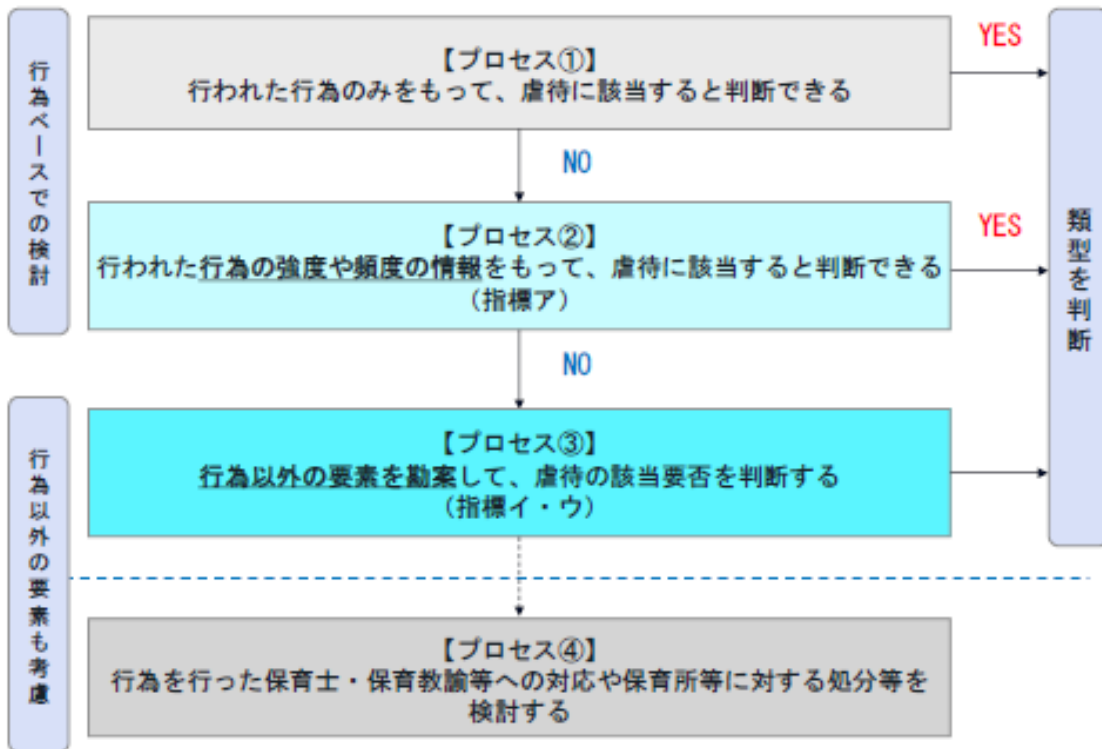 行為ベースでの検討
【プロセス①】
行われた行為のみをもって、虐待に該当すると判断できる
YES
NO
【プロセス②】
行われた行為の強度や頻度の情報をもって、虐待に該当すると判断できる
（指標ア）
YES
NO
類型を判断
行為以外の要素も考慮
【プロセス③】
行為以外の要素を勘案して、虐待の該当要否を判断する
（指標イ・ウ）
【プロセス④】
行為を行った保育士・保育教諭等への対応や保育所等に対する処分等を
検討する